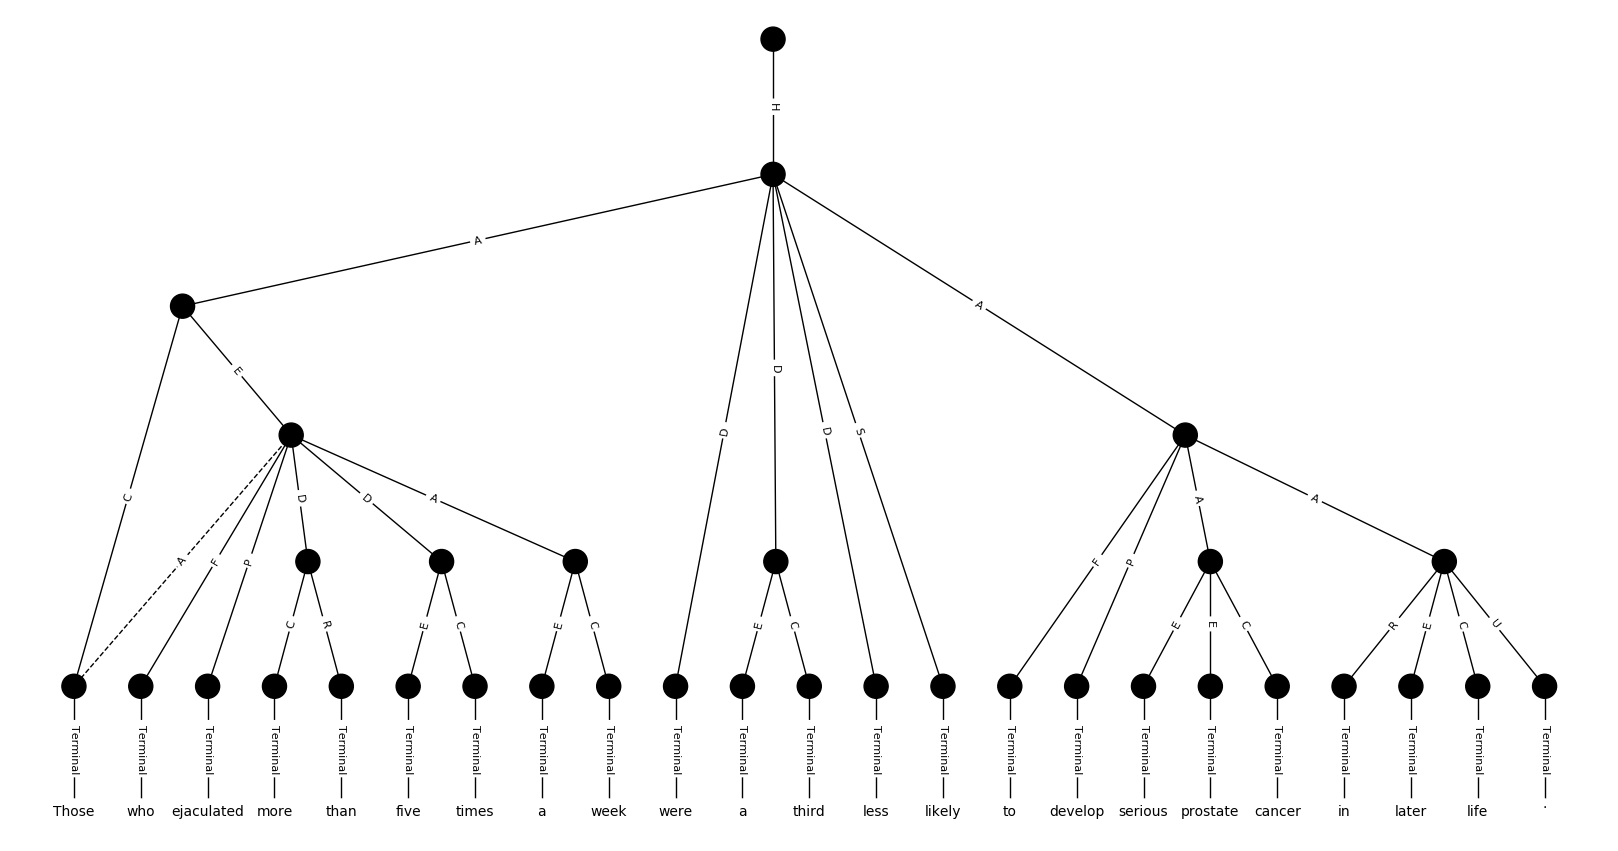 H
A
A
E
D
D
D
S
C
D
D
A
A
A
A
F
P
F
P
C
R
E
C
E
C
E
C
E
E
C
R
E
C
U
Terminal Terminal Terminal Terminal Terminal Terminal Terminal Terminal Terminal Terminal Terminal Terminal Terminal Terminal Terminal Terminal Terminal Terminal Terminal Terminal Terminal Terminal Terminal
Those who ejaculated more than five times a week were a third less likely to develop serious prostate cancer in later life .